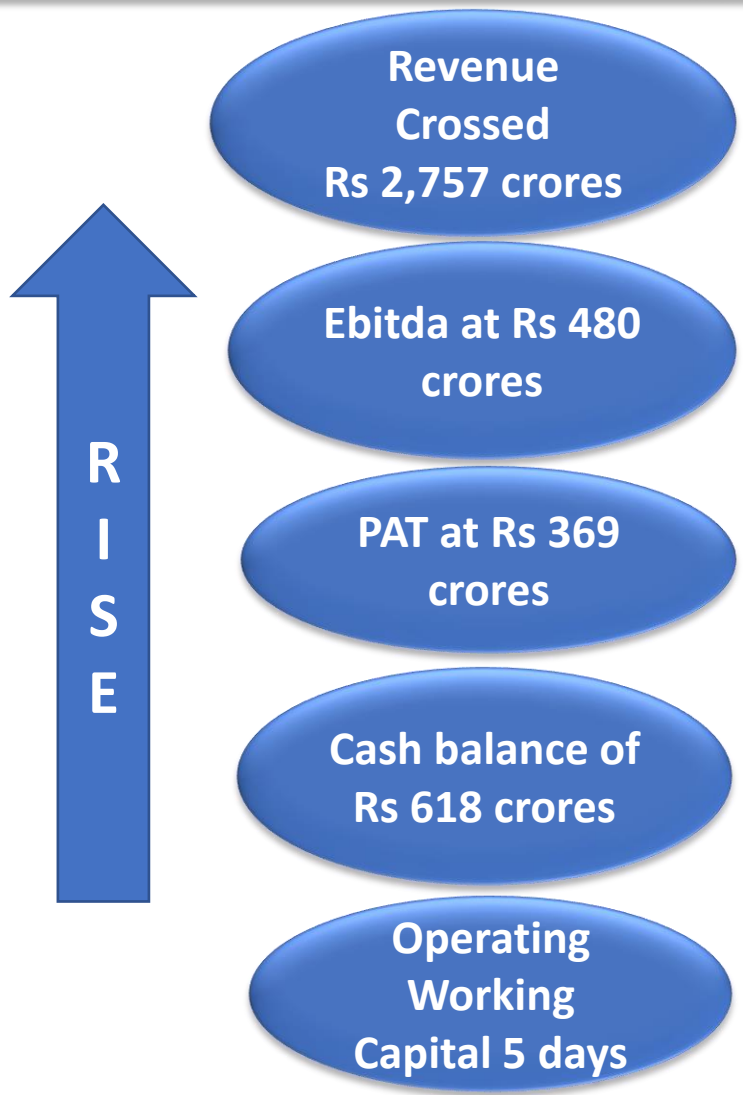 Revenue
Crossed
Rs 2,757 crores
Ebitda at Rs 480
crores
PAT at Rs 369
crores
Cash balance of
Rs 618 crores
Operating
Working
Capital 5 days
R
I
S
E